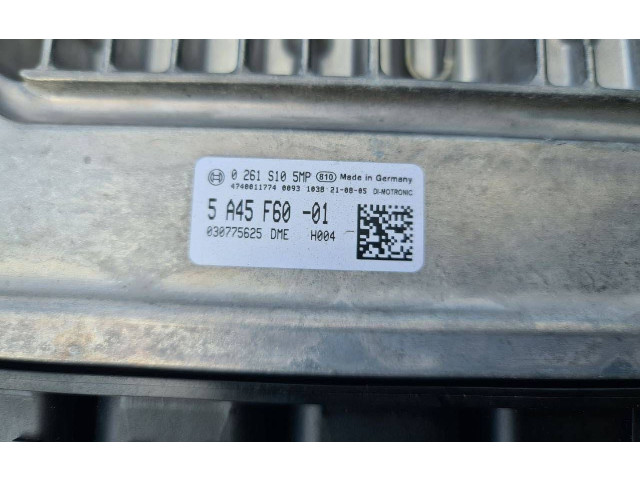 0 261 S10 5MP 810 Made in Germany
4740011774 0093 1038 21-08-05 DI-MOTRONIC
5 A45 F60 -01
030775625 DME H004 -